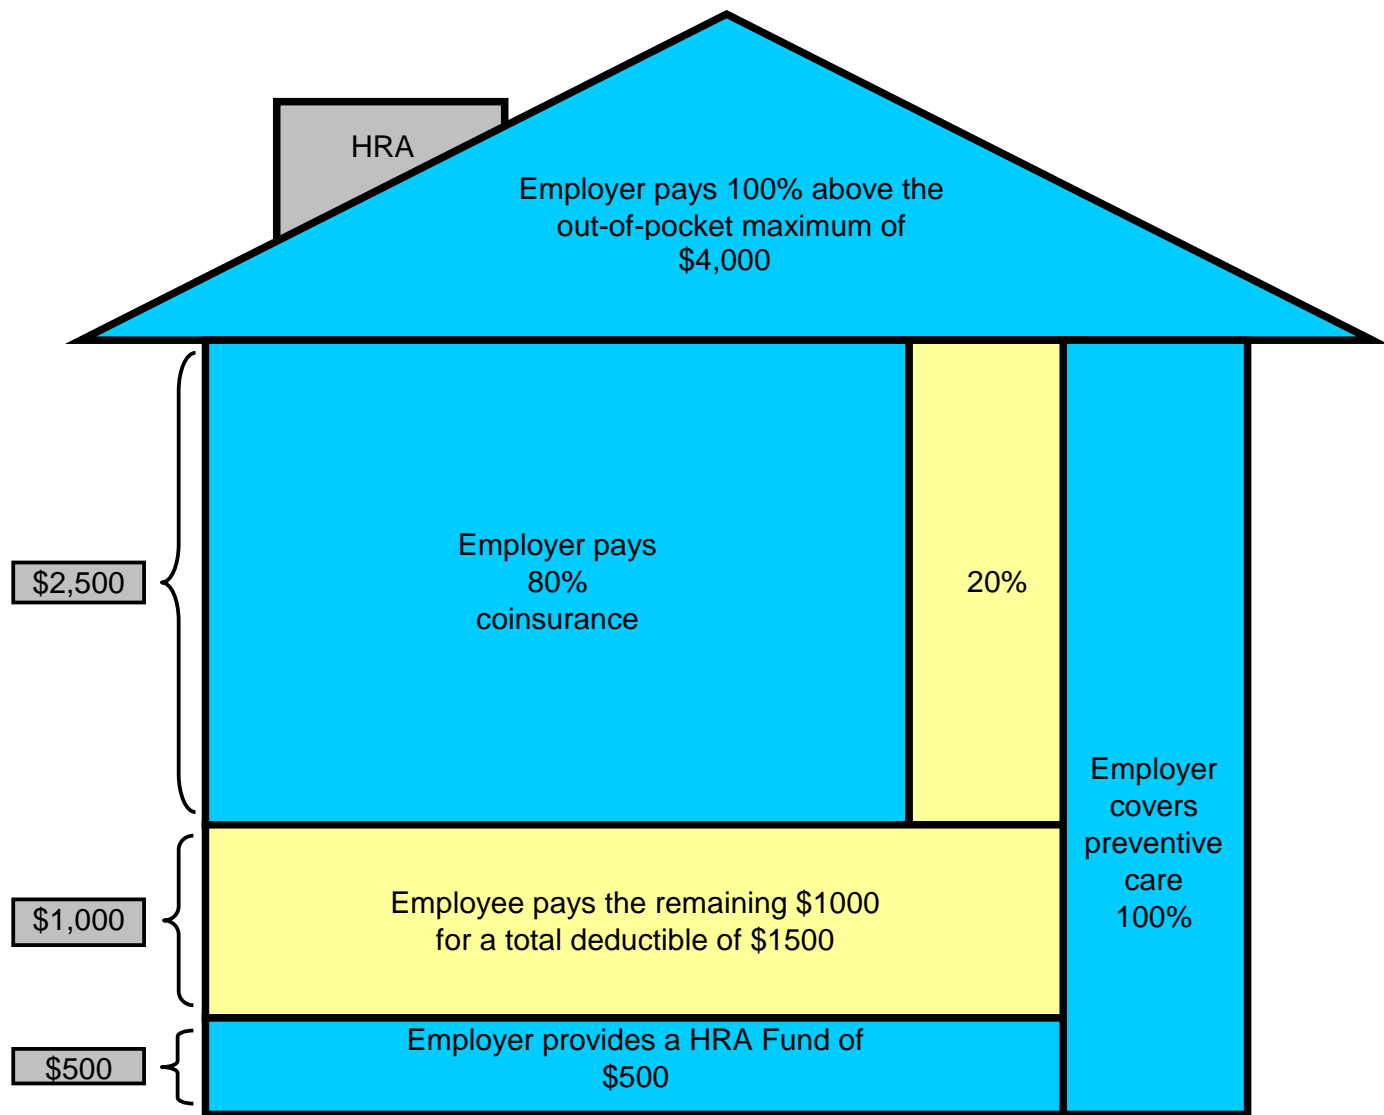 HRA
Employer pays 100% above the
out-of-pocket maximum of
$4,000
$2,500
Employer pays
80%
coinsurance
20%
Employer
covers
preventive
care
100%
$1,000
Employee pays the remaining $1000
for a total deductible of $1500
$500
Employer provides a HRA Fund of
$500